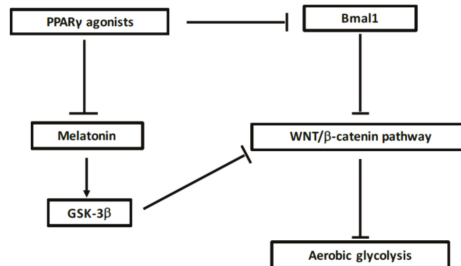 PPARγ agonists
Bmal1
Melatonin
WNT/β-catenin pathway
GSK-3β
Aerobic glycolysis